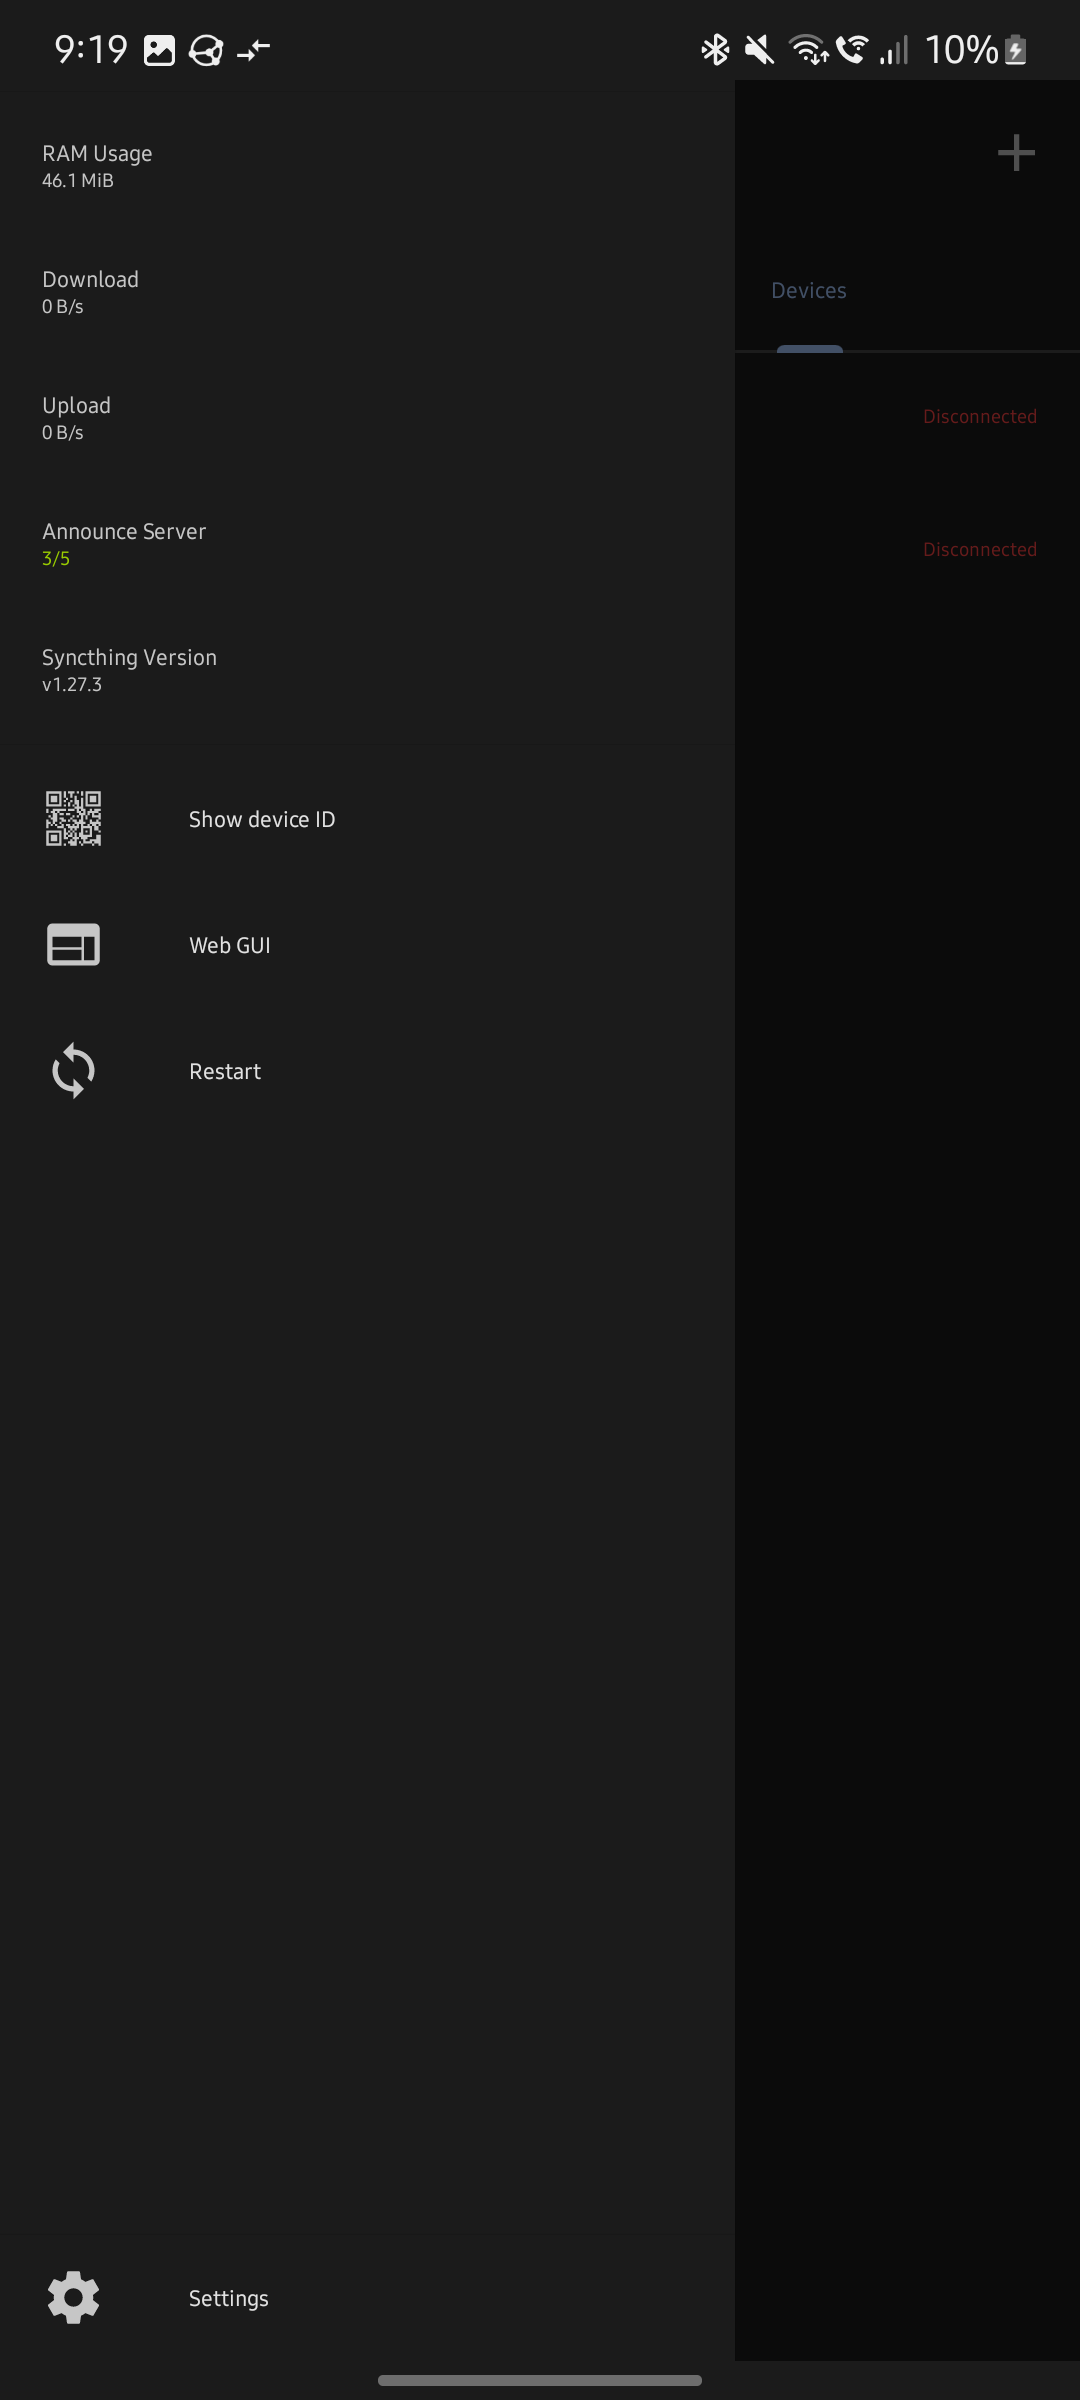 9:19
10%
RAM Usage
46.1 MiB
Download
0 B/s
Devices
Upload
0 B/s
Disconnected
Announce Server
3/5
Disconnected
Syncthing Version
v1.27.3
Show device ID
Web GUI
Restart
Settings